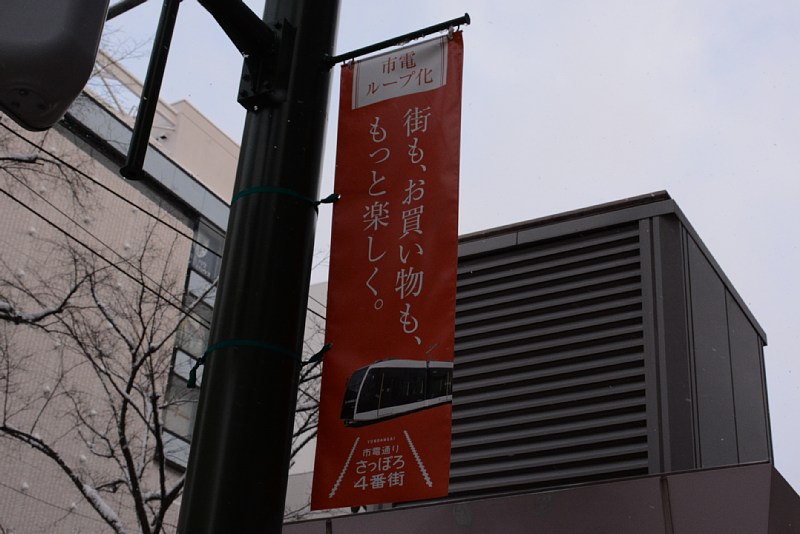 市電
ループ化
街も、お買い物も、
もっと楽しく。
市電通り
さっぽろ
4番街